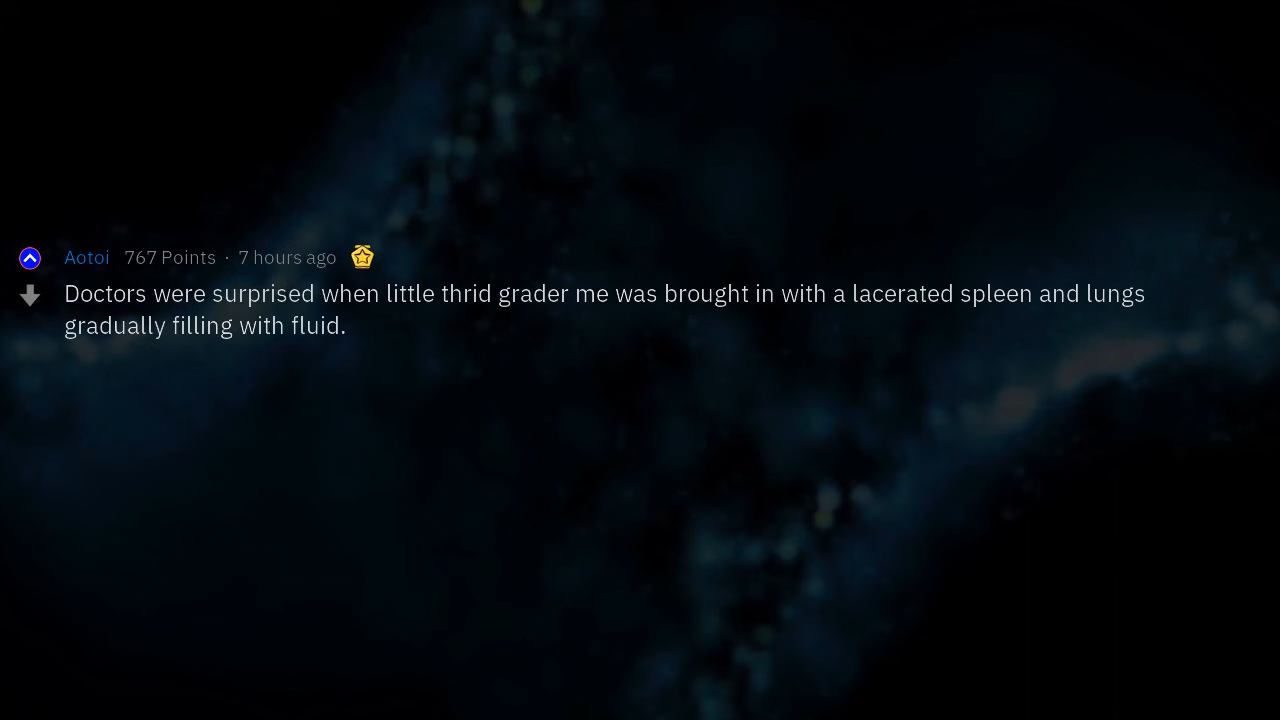 Aotoi 767 Points · 7 hours ago
Doctors were surprised when little thrid grader me was brought in with a lacerated spleen and lungs
gradually filling with fluid.